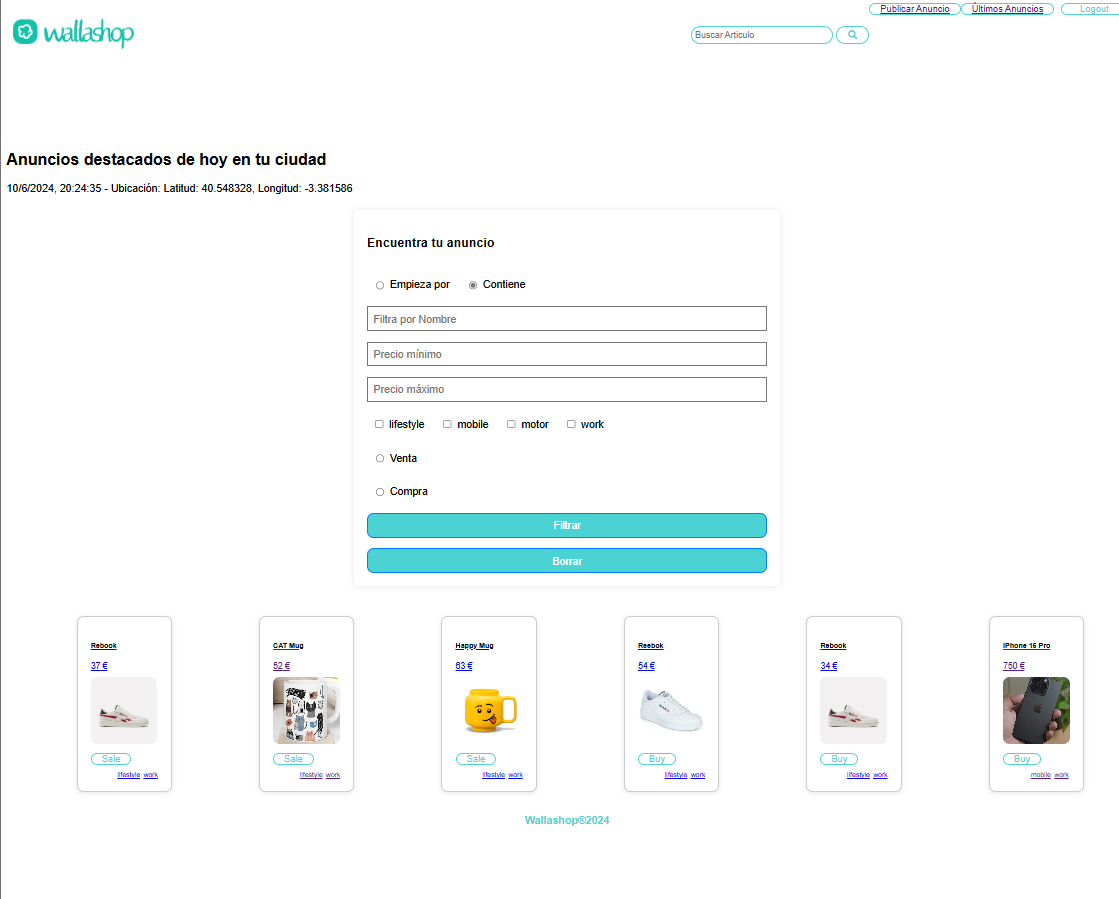 Publicar Anuncio Últimos Anuncios Logout
wallashop
Buscar Articulo
Anuncios destacados de hoy en tu ciudad
10/6/2024, 20:24:35 - Ubicación: Latitud: 40.548328, Longitud: -3.381586
Encuentra tu anuncio
Empieza por Contiene
Filtra por Nombre
Precio mínimo
Precio máximo
lifestyle mobile motor work
Venta
Compra
Filtrar
Borrar
Rebook
37 €
Sale
lifestyle work
CAT Mug
52 €
Sale
lifestyle work
Happy Mug
63 €
Sale
lifestyle work
Reebok
54 €
Buy
lifestyle work
Rebook
34 €
Buy
lifestyle work
iPhone 15 Pro
750 €
Buy
mobile work
Wallashop®2024